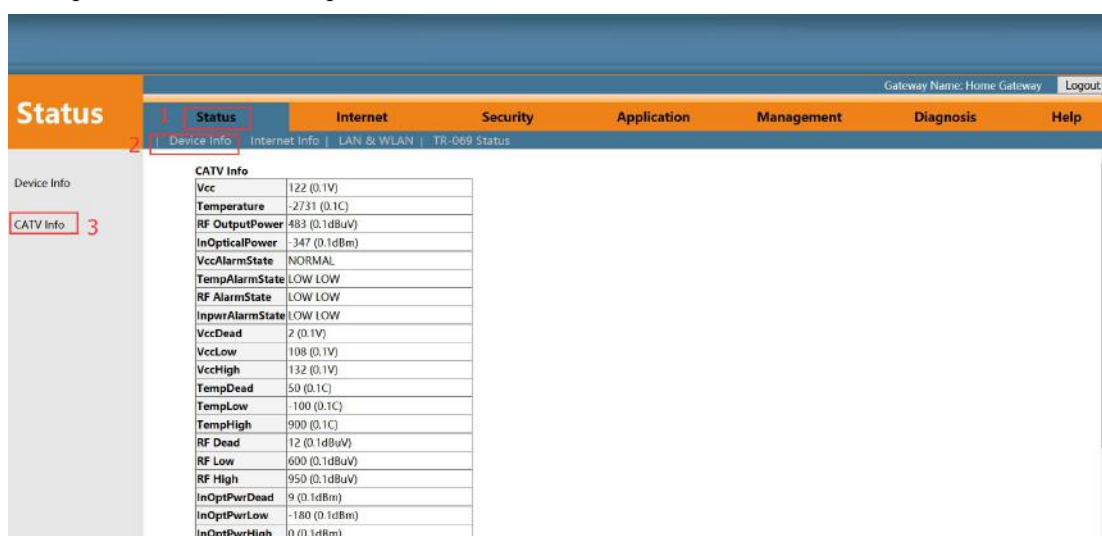 Gateway Name: Home Gateway Logout
Status
1 Status Internet Security Application Management Diagnosis Help
2 | Device Info Internet Info | LAN & WLAN | TR-069 Status
Device Info
CATV Info 3
CATV Info
Vcc 122 (0.1V)
Temperature -2731 (0.1C)
RF OutputPower 483 (0.1dBuV)
InOpticalPower -347 (0.1dBm)
VccAlarmState NORMAL
TempAlarmState LOW LOW
RF AlarmState LOW LOW
InpwrAlarmState LOW LOW
VccDead 2 (0.1V)
VccLow 108 (0.1V)
VccHigh 132 (0.1V)
TempDead 50 (0.1C)
TempLow -100 (0.1C)
TempHigh 900 (0.1C)
RF Dead 12 (0.1dBuV)
RF Low 600 (0.1dBuV)
RF High 950 (0.1dBuV)
InOptPwrDead 9 (0.1dBm)
InOptPwrLow -180 (0.1dBm)
InOptPwrHigh 0 (0.1dBm)